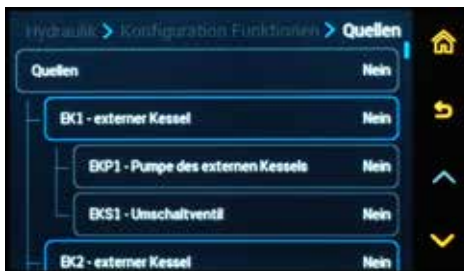 Hydraulik > Konfiguration Funktionen > Quellen
Quellen Nein
EK1 - externer Kessel Nein
EKP1 - Pumpe des externen Kessels Nein
EKS1 - Umschaltventil Nein
EK2 - externer Kessel Nein